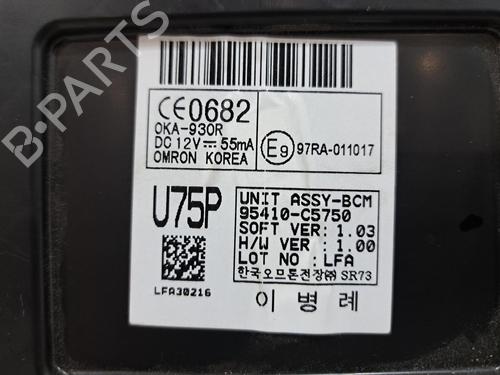 CE0682
OKA-930R
DC 12V⎓55mA
OMRON KOREA
E9 97RA-011017
U75P
UNIT ASSY-BCM
95410-C5750
SOFT VER: 1.03
H/W VER : 1.00
LOT NO : LFA
한국오므론전장㈜ SR73
LFA30216
이 병 례
B-PARTS